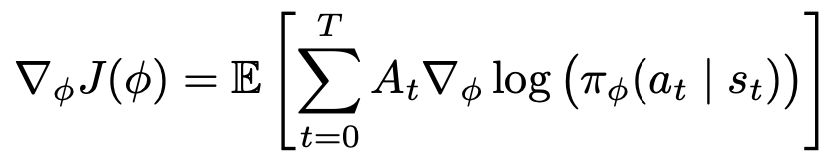 ∇_ϕ J(ϕ) = 𝔼 [ ∑_{t=0}^{T} A_t ∇_ϕ log (π_ϕ(a_t | s_t)) ]